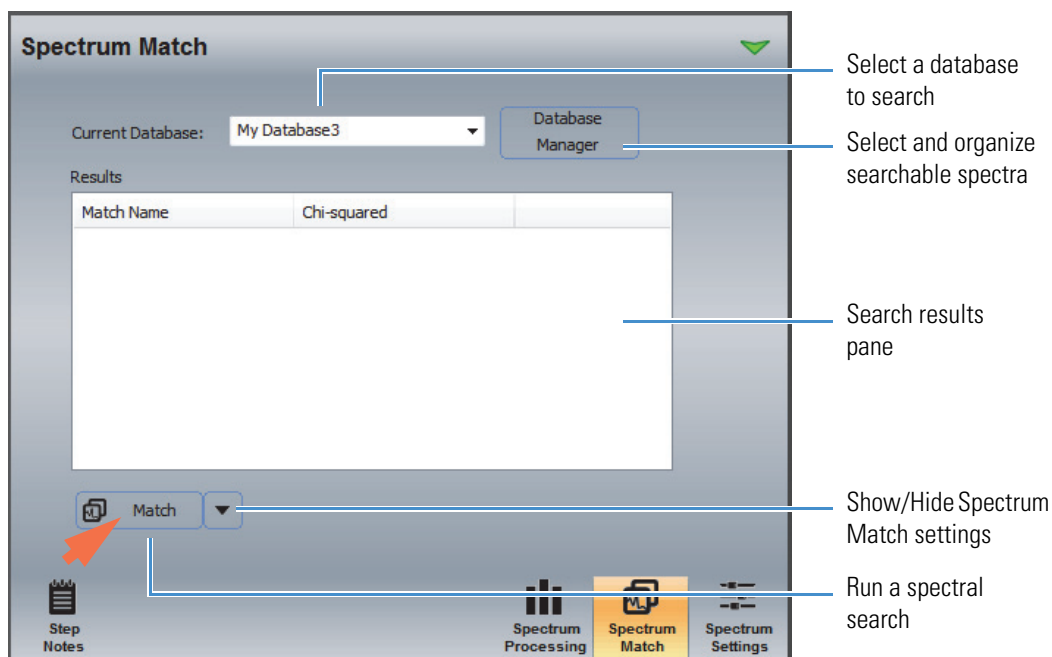 Spectrum Match
Select a database
to search
Current Database:
My Database3
Database
Manager
Select and organize
searchable spectra
Results
Match Name
Chi-squared
Search results
pane
Match
Show/Hide Spectrum
Match settings
Run a spectral
search
Step
Notes
Spectrum
Processing
Spectrum
Match
Spectrum
Settings